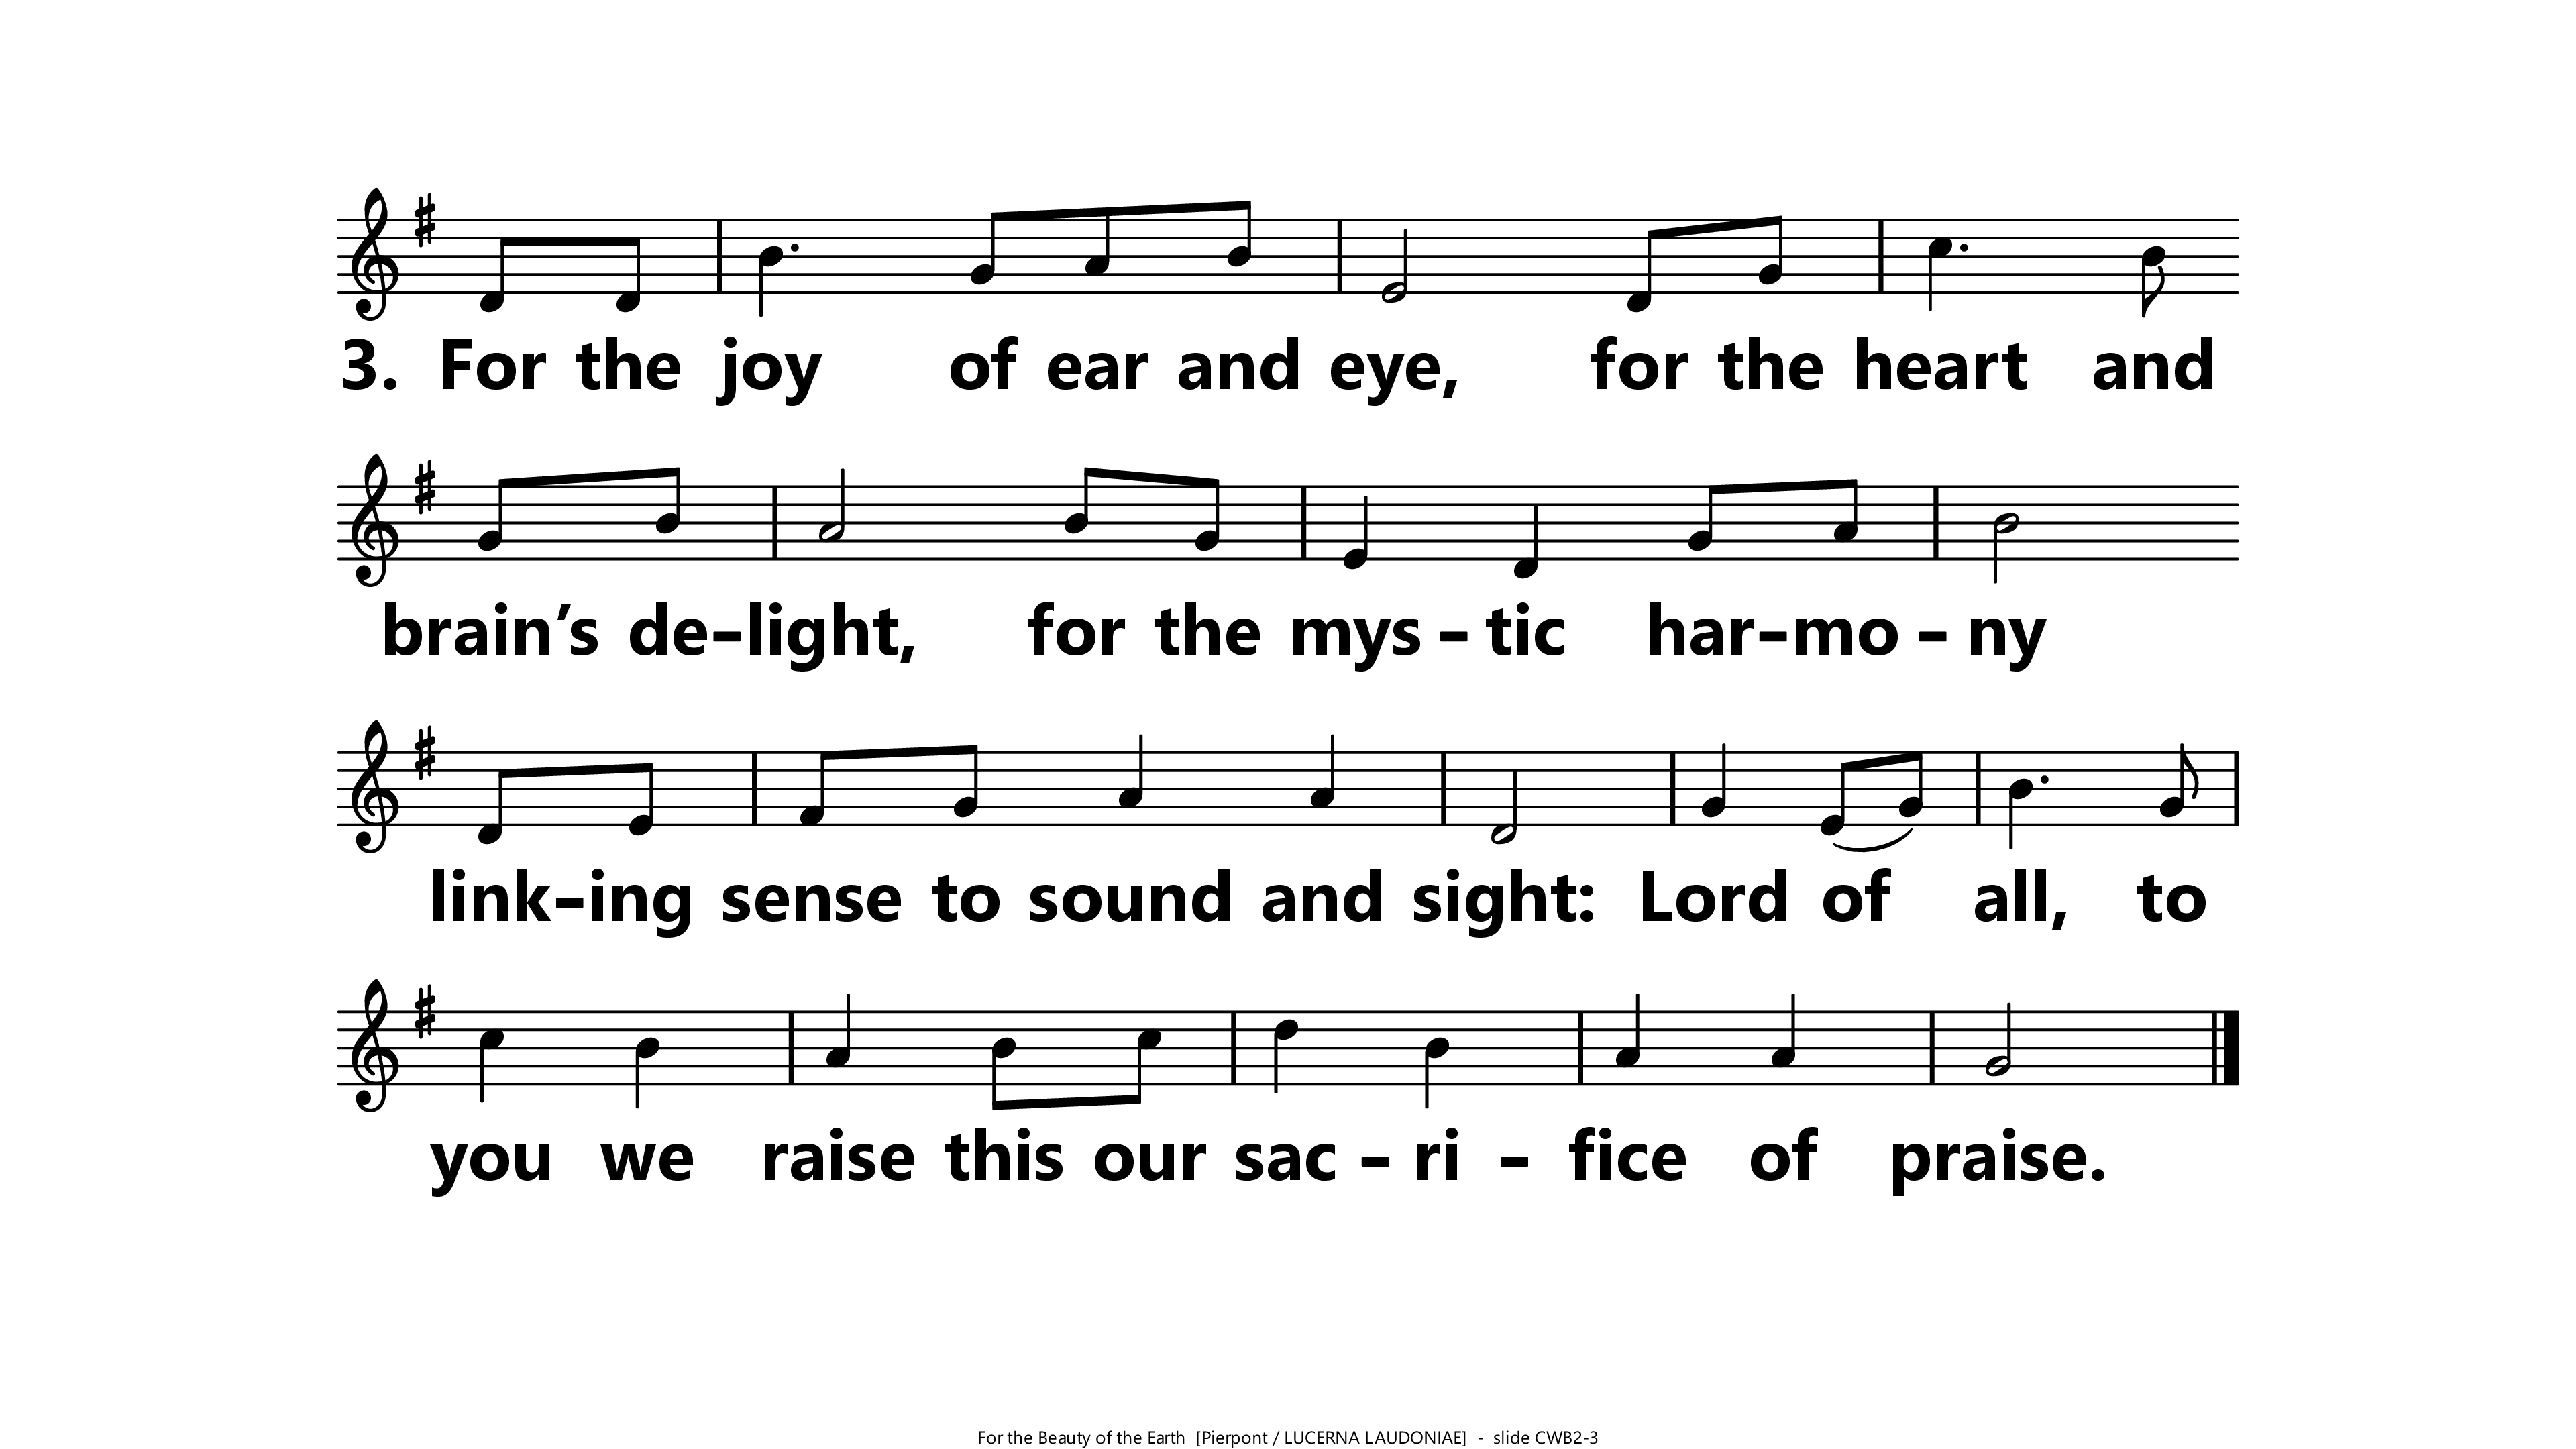 3. For the joy of ear and eye, for the heart and
brain’s de-light, for the mys - tic har-mo - ny
link-ing sense to sound and sight: Lord of all, to
you we raise this our sac - ri - fice of praise.
For the Beauty of the Earth [Pierpont / LUCERNA LAUDONIAE] - slide CWB2-3